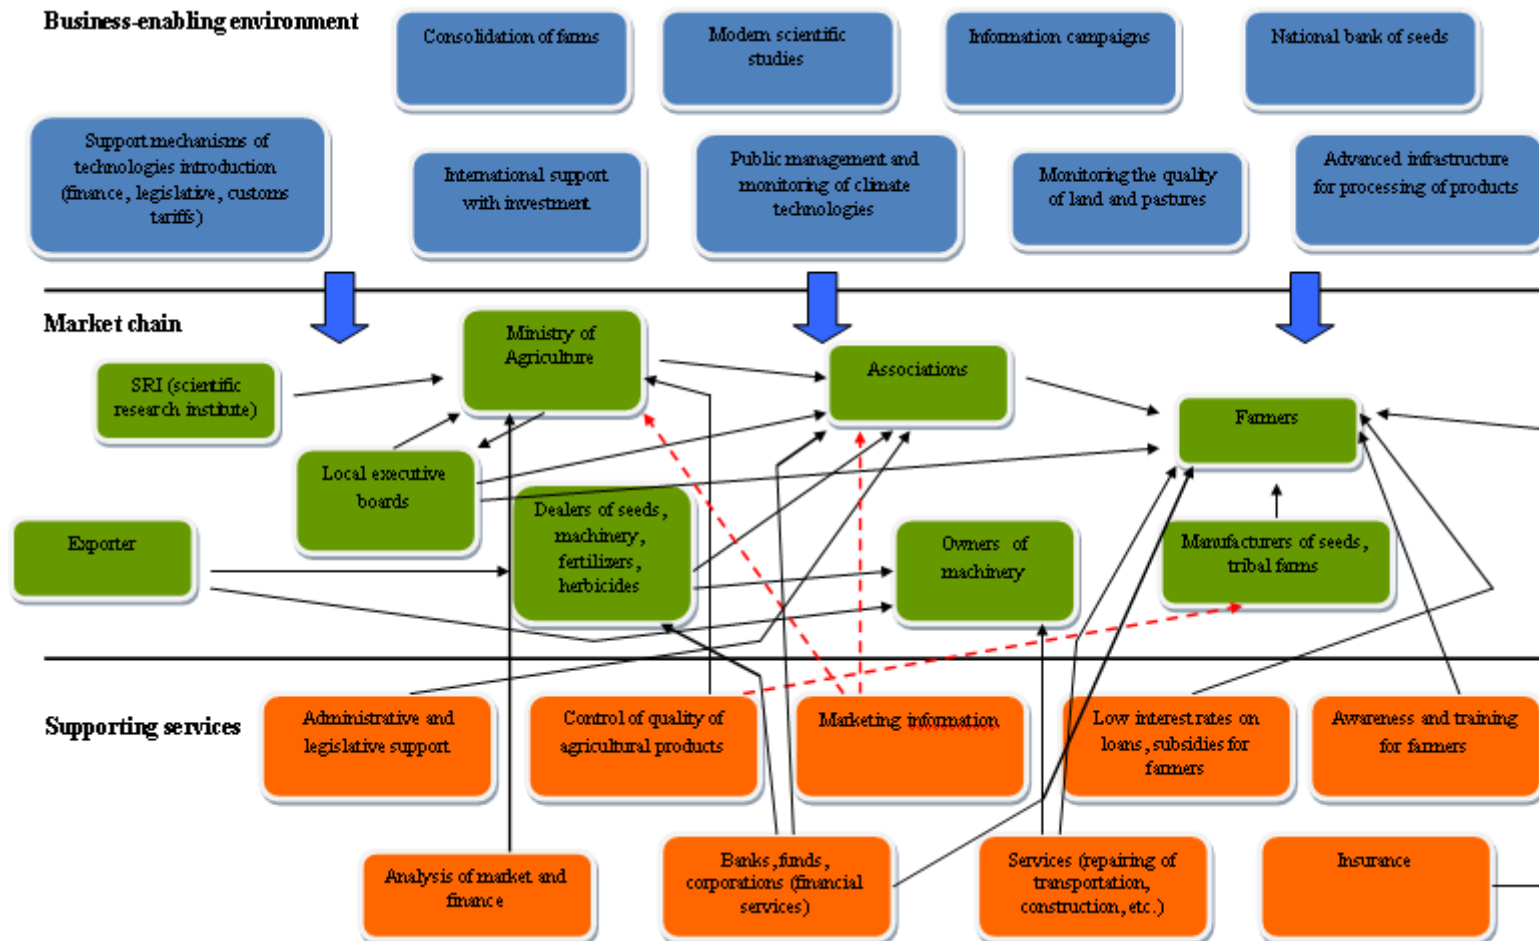 Business-enabling environment
Consolidation of farms
Modern scientific
studies
Information campaigns
National bank of seeds
Support mechanisms of
technologies introduction
(finance, legislative, customs
tariffs)
International support
with investment
Public management and
monitoring of climate
technologies
Monitoring the quality
of land and pastures
Advanced infrastructure
for processing of products
Market chain
Ministry of
Agriculture
Associations
SRI (scientific
research institute)
Farmers
Local executive
boards
Dealers of seeds,
machinery,
fertilizers,
herbicides
Exporter
Owners of
machinery
Manufacturers of seeds,
tribal farms
Supporting services
Administrative and
legislative support
Control of quality of
agricultural products
Marketing information
Low interest rates on
loans, subsidies for
farmers
Awareness and training
for farmers
Analysis of market and
finance
Banks, funds,
corporations (financial
services)
Services (repairing of
transportation,
construction, etc.)
Insurance